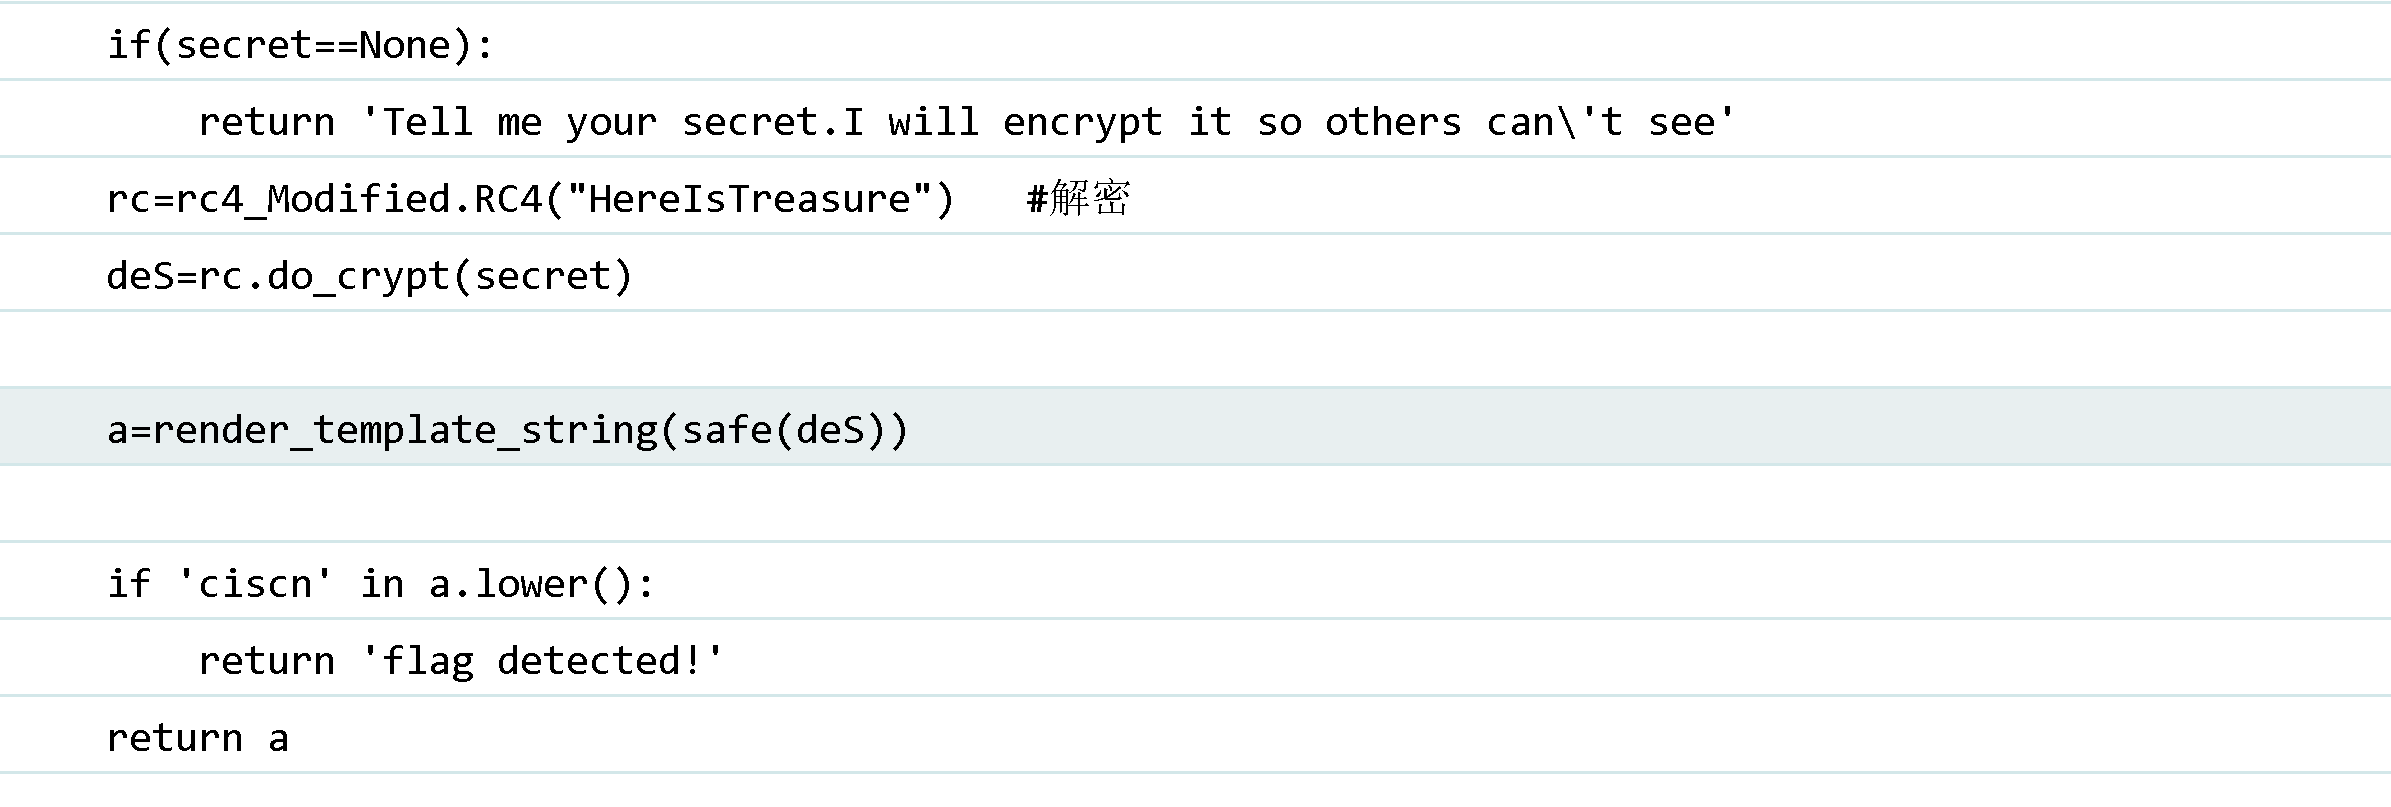 if(secret==None):
    return 'Tell me your secret.I will encrypt it so others can\'t see'
rc=rc4_Modified.RC4("HereIsTreasure")   #解密
deS=rc.do_crypt(secret)
a=render_template_string(safe(deS))
if 'ciscn' in a.lower():
    return 'flag detected!'
return a